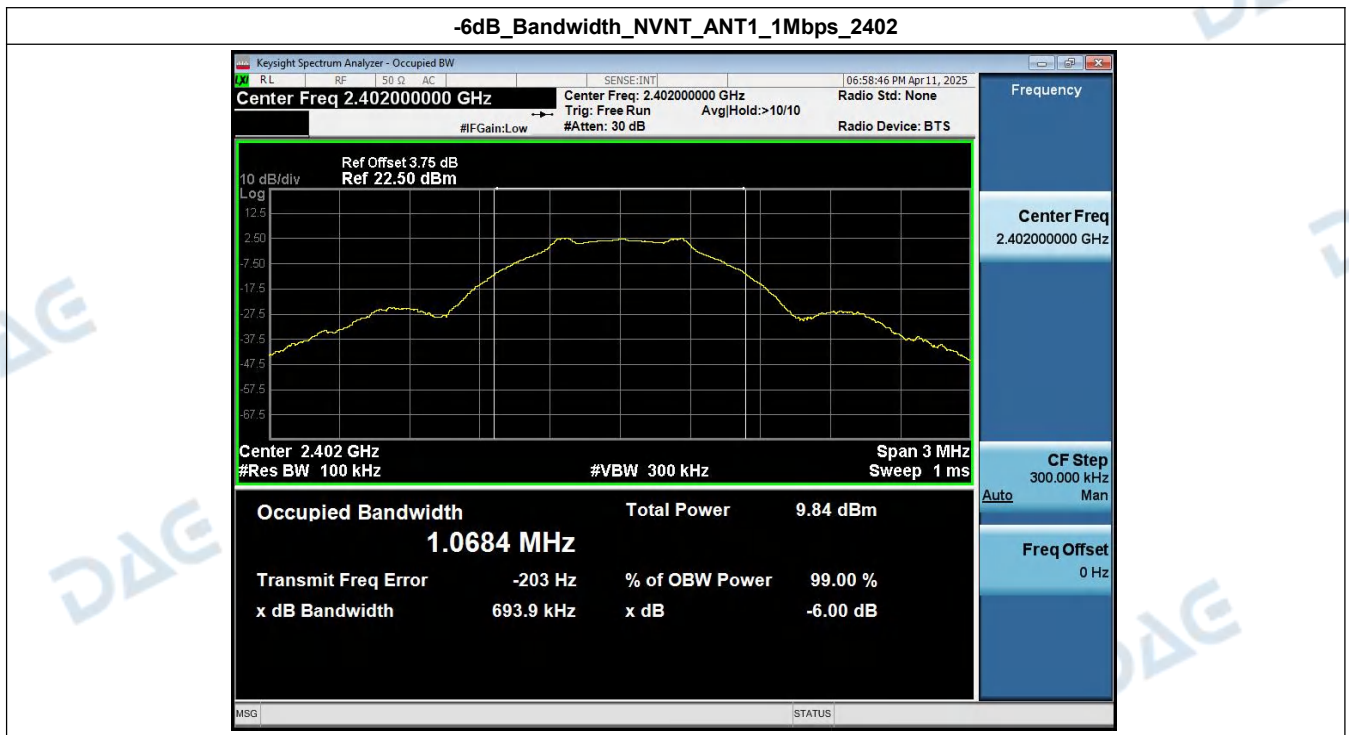 -6dB_Bandwidth_NVNT_ANT1_1Mbps_2402
Keysight Spectrum Analyzer - Occupied BW
LXI RL RF 50 Ω AC SENSE:INT 06:58:46 PM Apr 11, 2025
Center Freq 2.402000000 GHz Center Freq: 2.402000000 GHz Radio Std: None
Trig: Free Run Avg|Hold:>10/10
#IFGain:Low #Atten: 30 dB Radio Device: BTS
Ref Offset 3.75 dB
10 dB/div Ref 22.50 dBm
Log
12.5
2.50
-7.50
-17.5
-27.5
-37.5
-47.5
-57.5
-67.5
Center 2.402 GHz Span 3 MHz
#Res BW 100 kHz #VBW 300 kHz Sweep 1 ms
Occupied Bandwidth Total Power 9.84 dBm
1.0684 MHz
Transmit Freq Error -203 Hz % of OBW Power 99.00 %
x dB Bandwidth 693.9 kHz x dB -6.00 dB
MSG STATUS
Frequency
Center Freq
2.402000000 GHz
CF Step
300.000 kHz
Auto Man
Freq Offset
0 Hz
DAE
DAE
DAE